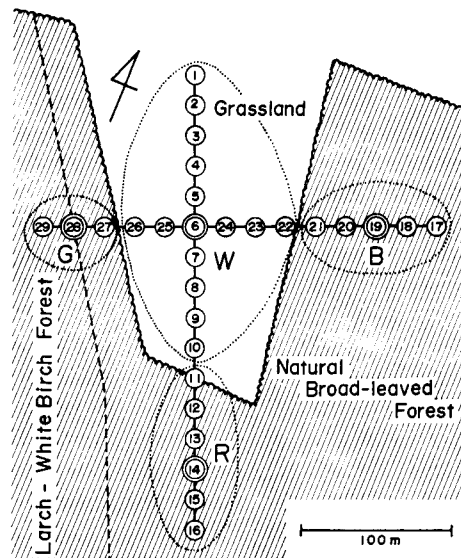 1
2
Grassland
3
4
5
29 28 27 26 25 6 24 23 22 21 20 19 18 17
G
W
B
7
8
9
10
Natural
Broad-leaved
Forest
11
12
13
R
14
15
16
Larch - White Birch Forest
100 m